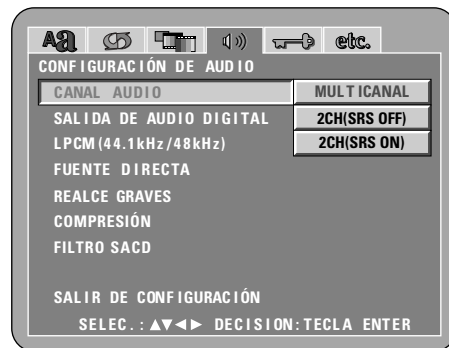 Aa etc.
CONFIGURACIÓN DE AUDIO
CANAL AUDIO MULTICANAL
SALIDA DE AUDIO DIGITAL 2CH(SRS OFF)
LPCM(44.1kHz/48kHz) 2CH(SRS ON)
FUENTE DIRECTA
REALCE GRAVES
COMPRESIÓN
FILTRO SACD
SALIR DE CONFIGURACIÓN
SELEC.:▲▼◄► DECISION:TECLA ENTER